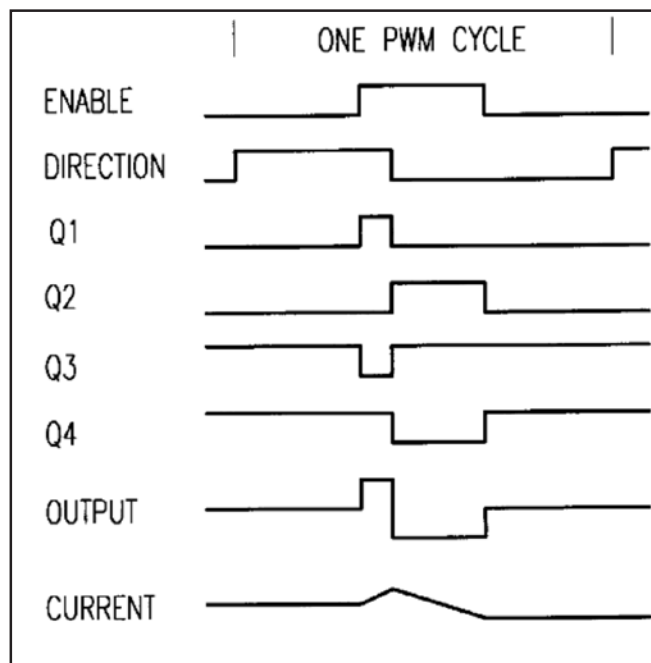 ONE PWM CYCLE
ENABLE
DIRECTION
Q1
Q2
Q3
Q4
OUTPUT
CURRENT